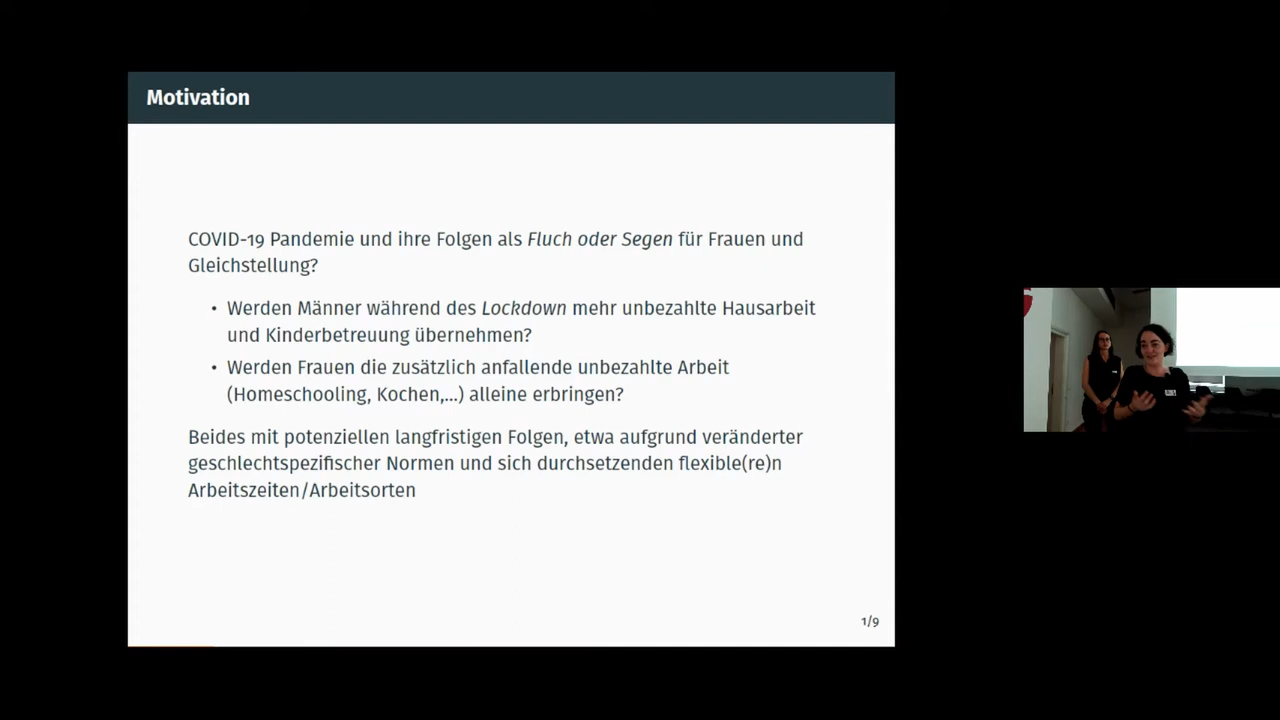 Motivation
COVID-19 Pandemie und ihre Folgen als Fluch oder Segen für Frauen und
Gleichstellung?
• Werden Männer während des Lockdown mehr unbezahlte Hausarbeit
und Kinderbetreuung übernehmen?
• Werden Frauen die zusätzlich anfallende unbezahlte Arbeit
(Homeschooling, Kochen,...) alleine erbringen?
Beides mit potenziellen langfristigen Folgen, etwa aufgrund veränderter
geschlechtspezifischer Normen und sich durchsetzenden flexible(re)n
Arbeitszeiten/Arbeitsorten
1/9